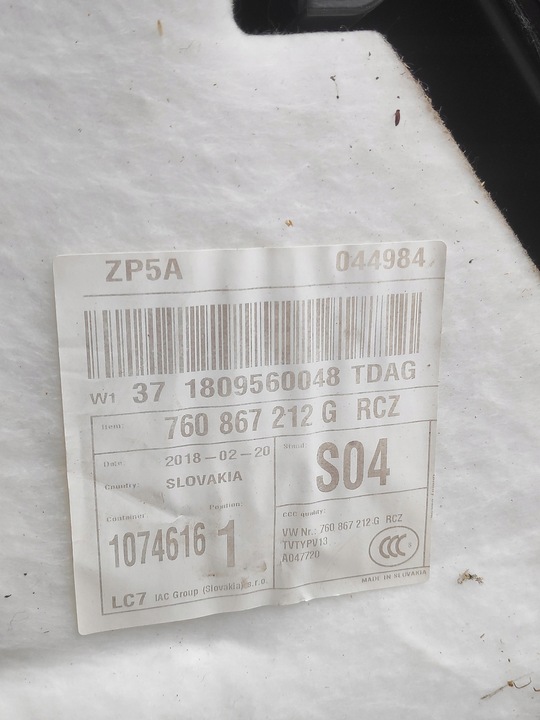 ZP5A 044984
W1 37 1809560048 TDAG
Item: 760 867 212 G RCZ
Date 2018-02-20
Country: SLOVAKIA
Stand: S04
Container: 1074616
Position: 1
CCC quality:
VW Nr.: 760 867 212 G RCZ
TVTYPV13
A047720
CCC
LC7 IAC Group (Slovakia) s.r.o.
MADE IN SLOVAKIA